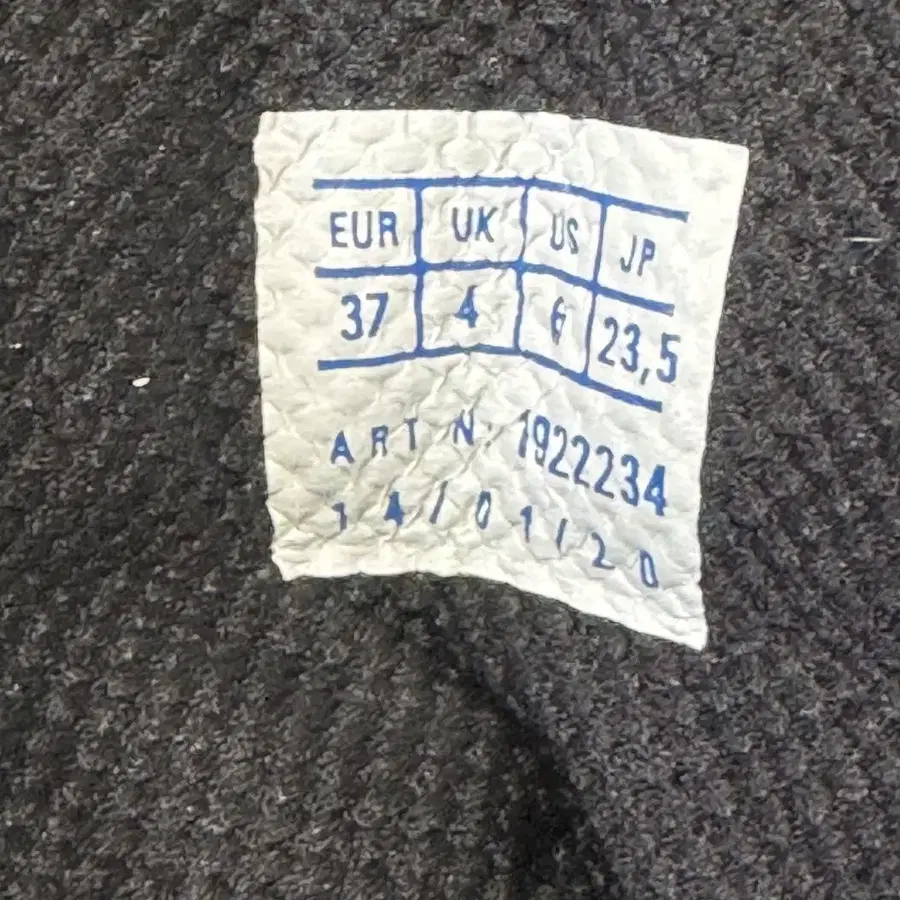 EUR UK US JP
37 4 6 23,5
ART N: 1922234
14/01/20